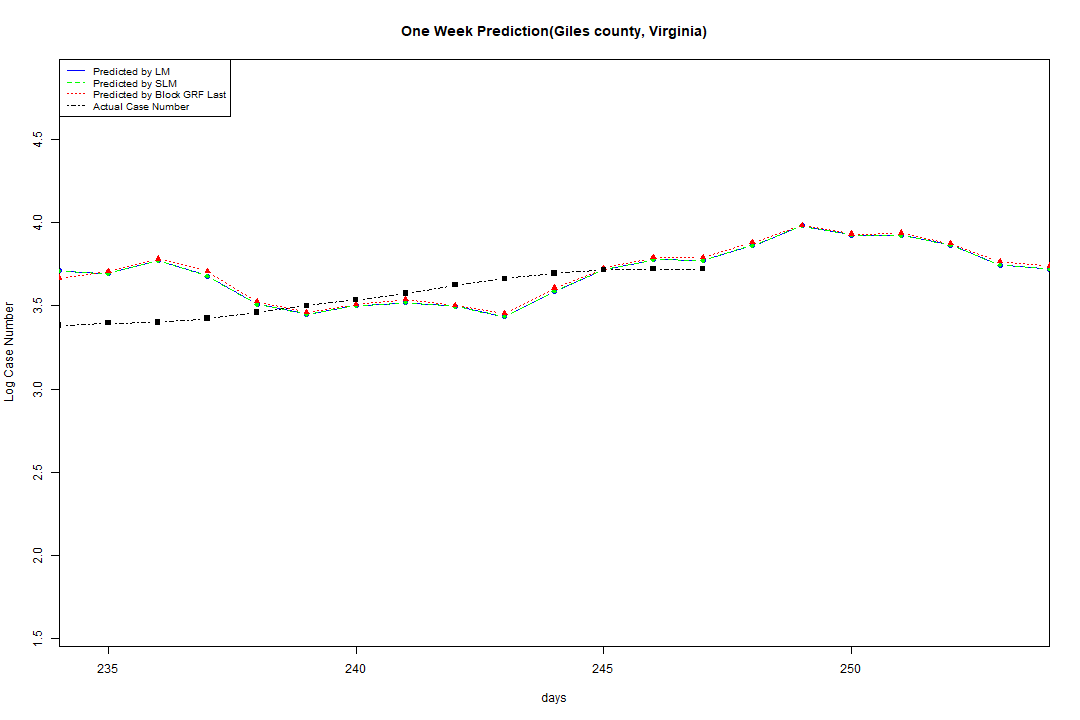 One Week Prediction(Giles county, Virginia)
Predicted by LM
Predicted by SLM
Predicted by Block GRF Last
Actual Case Number
4.5
4.0
3.5
3.0
2.5
2.0
1.5
Log Case Number
235
240
245
250
days